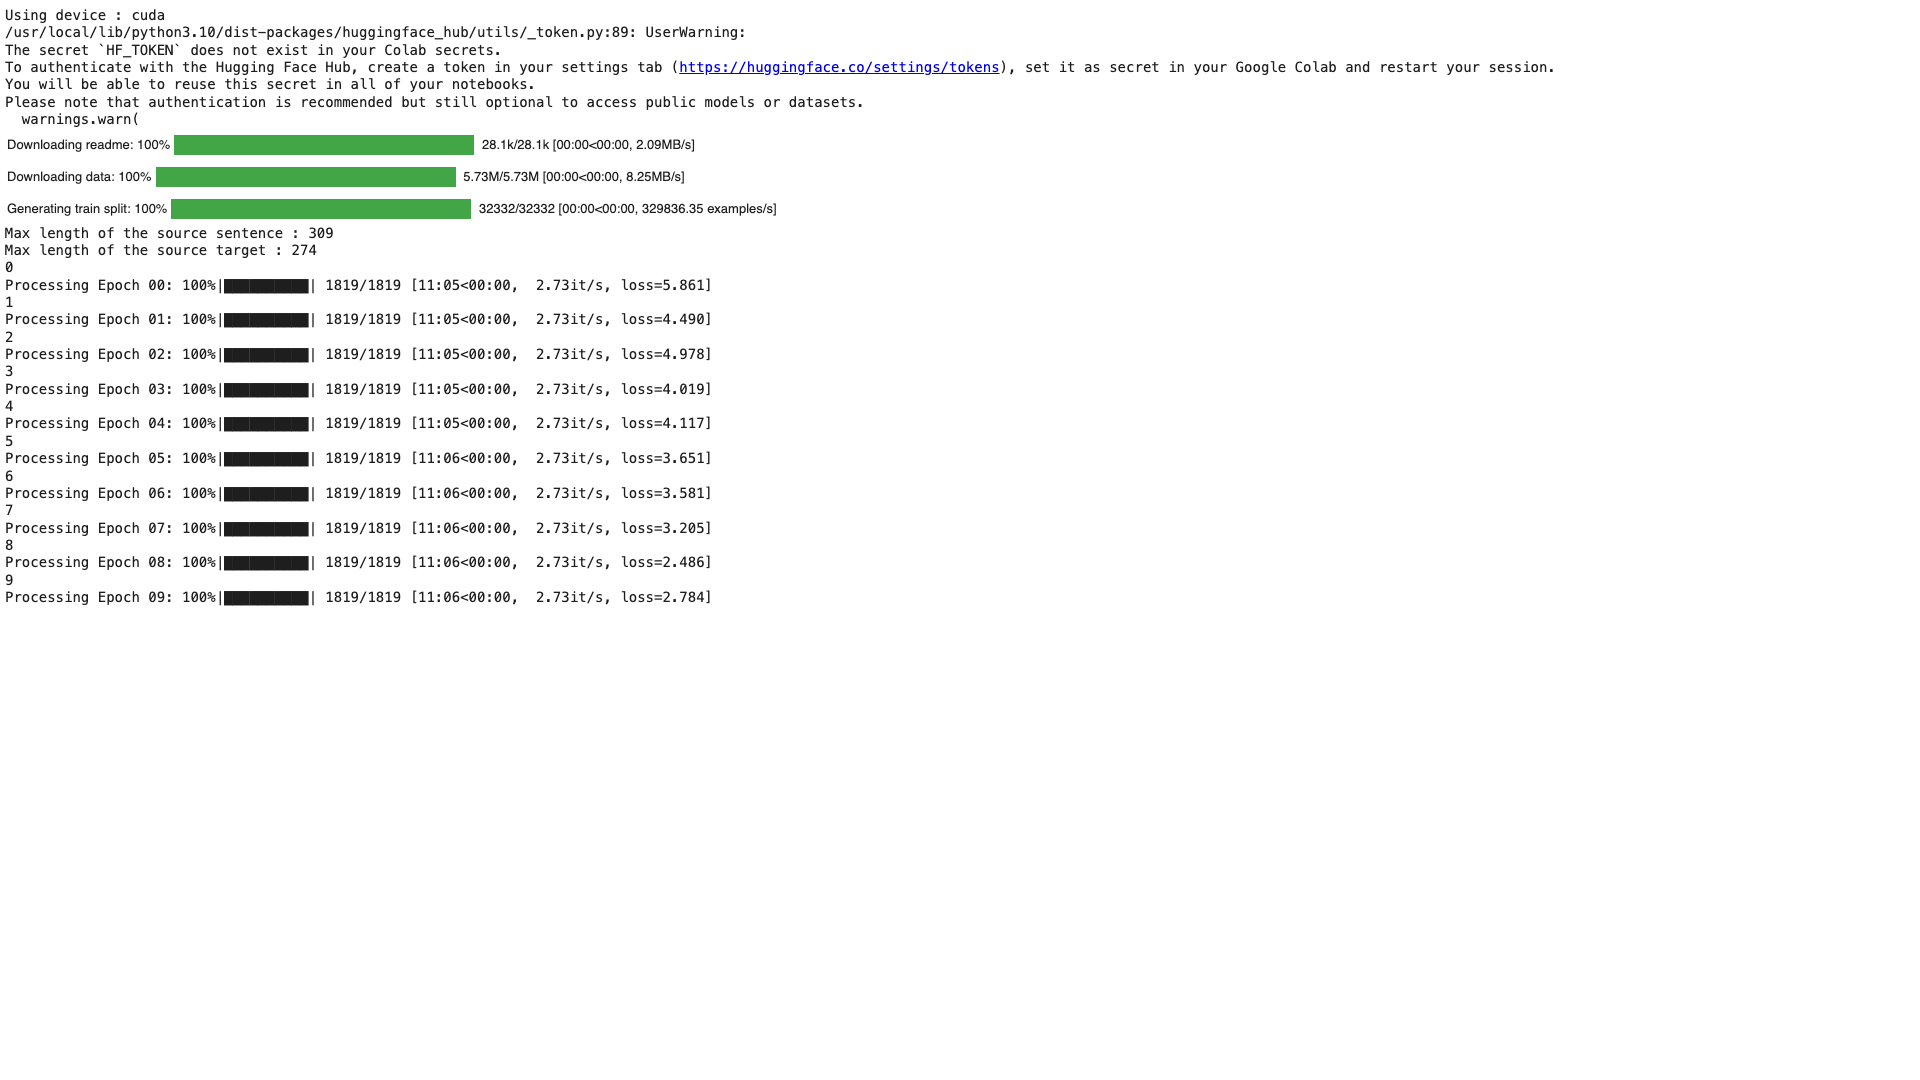 Using device : cuda
/usr/local/lib/python3.10/dist-packages/huggingface_hub/utils/_token.py:89: UserWarning:
The secret `HF_TOKEN` does not exist in your Colab secrets.
To authenticate with the Hugging Face Hub, create a token in your settings tab (https://huggingface.co/settings/tokens), set it as secret in your Google Colab and restart your session.
You will be able to reuse this secret in all of your notebooks.
Please note that authentication is recommended but still optional to access public models or datasets.
  warnings.warn(
Downloading readme: 100% 28.1k/28.1k [00:00<00:00, 2.09MB/s]
Downloading data: 100% 5.73M/5.73M [00:00<00:00, 8.25MB/s]
Generating train split: 100% 32332/32332 [00:00<00:00, 329836.35 examples/s]
Max length of the source sentence : 309
Max length of the source target : 274
0
Processing Epoch 00: 100%|██████████| 1819/1819 [11:05<00:00,  2.73it/s, loss=5.861]
1
Processing Epoch 01: 100%|██████████| 1819/1819 [11:05<00:00,  2.73it/s, loss=4.490]
2
Processing Epoch 02: 100%|██████████| 1819/1819 [11:05<00:00,  2.73it/s, loss=4.978]
3
Processing Epoch 03: 100%|██████████| 1819/1819 [11:05<00:00,  2.73it/s, loss=4.019]
4
Processing Epoch 04: 100%|██████████| 1819/1819 [11:05<00:00,  2.73it/s, loss=4.117]
5
Processing Epoch 05: 100%|██████████| 1819/1819 [11:06<00:00,  2.73it/s, loss=3.651]
6
Processing Epoch 06: 100%|██████████| 1819/1819 [11:06<00:00,  2.73it/s, loss=3.581]
7
Processing Epoch 07: 100%|██████████| 1819/1819 [11:06<00:00,  2.73it/s, loss=3.205]
8
Processing Epoch 08: 100%|██████████| 1819/1819 [11:06<00:00,  2.73it/s, loss=2.486]
9
Processing Epoch 09: 100%|██████████| 1819/1819 [11:06<00:00,  2.73it/s, loss=2.784]